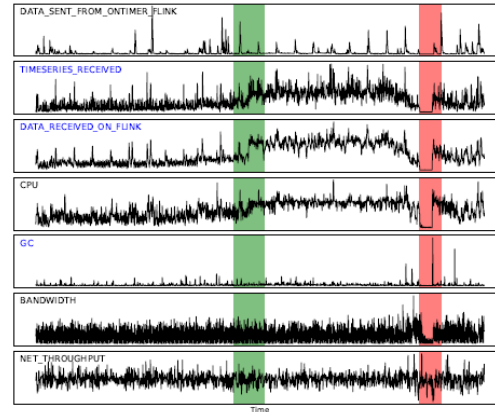 DATA_SENT_FROM_ONTIMER_FLINK
TIMESERIES_RECEIVED
DATA_RECEIVED_ON_FLINK
CPU
GC
BANDWIDTH
NET_THROUGHPUT
Time